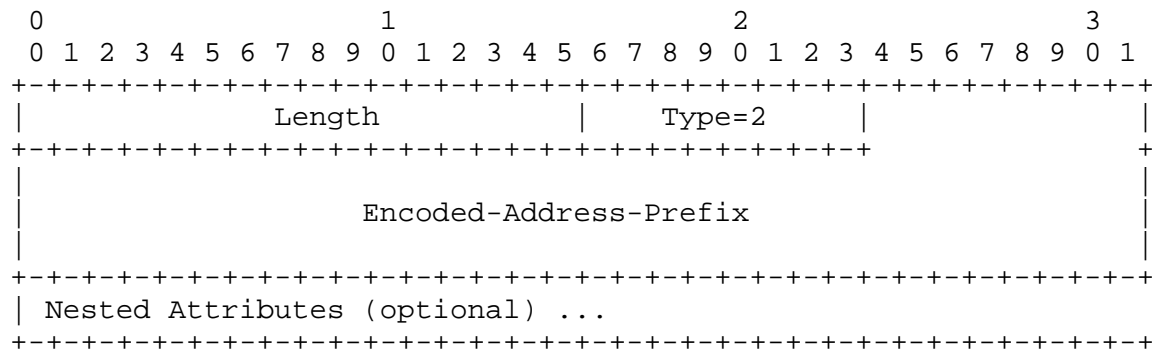 0                   1                   2                   3
 0 1 2 3 4 5 6 7 8 9 0 1 2 3 4 5 6 7 8 9 0 1 2 3 4 5 6 7 8 9 0 1
+-+-+-+-+-+-+-+-+-+-+-+-+-+-+-+-+-+-+-+-+-+-+-+-+-+-+-+-+-+-+-+-+
|              Length           |    Type=2     |               |
+-+-+-+-+-+-+-+-+-+-+-+-+-+-+-+-+-+-+-+-+-+-+-+-+               +
|                                                               |
|                   Encoded-Address-Prefix                      |
|                                                               |
+-+-+-+-+-+-+-+-+-+-+-+-+-+-+-+-+-+-+-+-+-+-+-+-+-+-+-+-+-+-+-+-+
| Nested Attributes (optional) ...
+-+-+-+-+-+-+-+-+-+-+-+-+-+-+-+-+-+-+-+-+-+-+-+-+-+-+-+-+-+-+-+-+